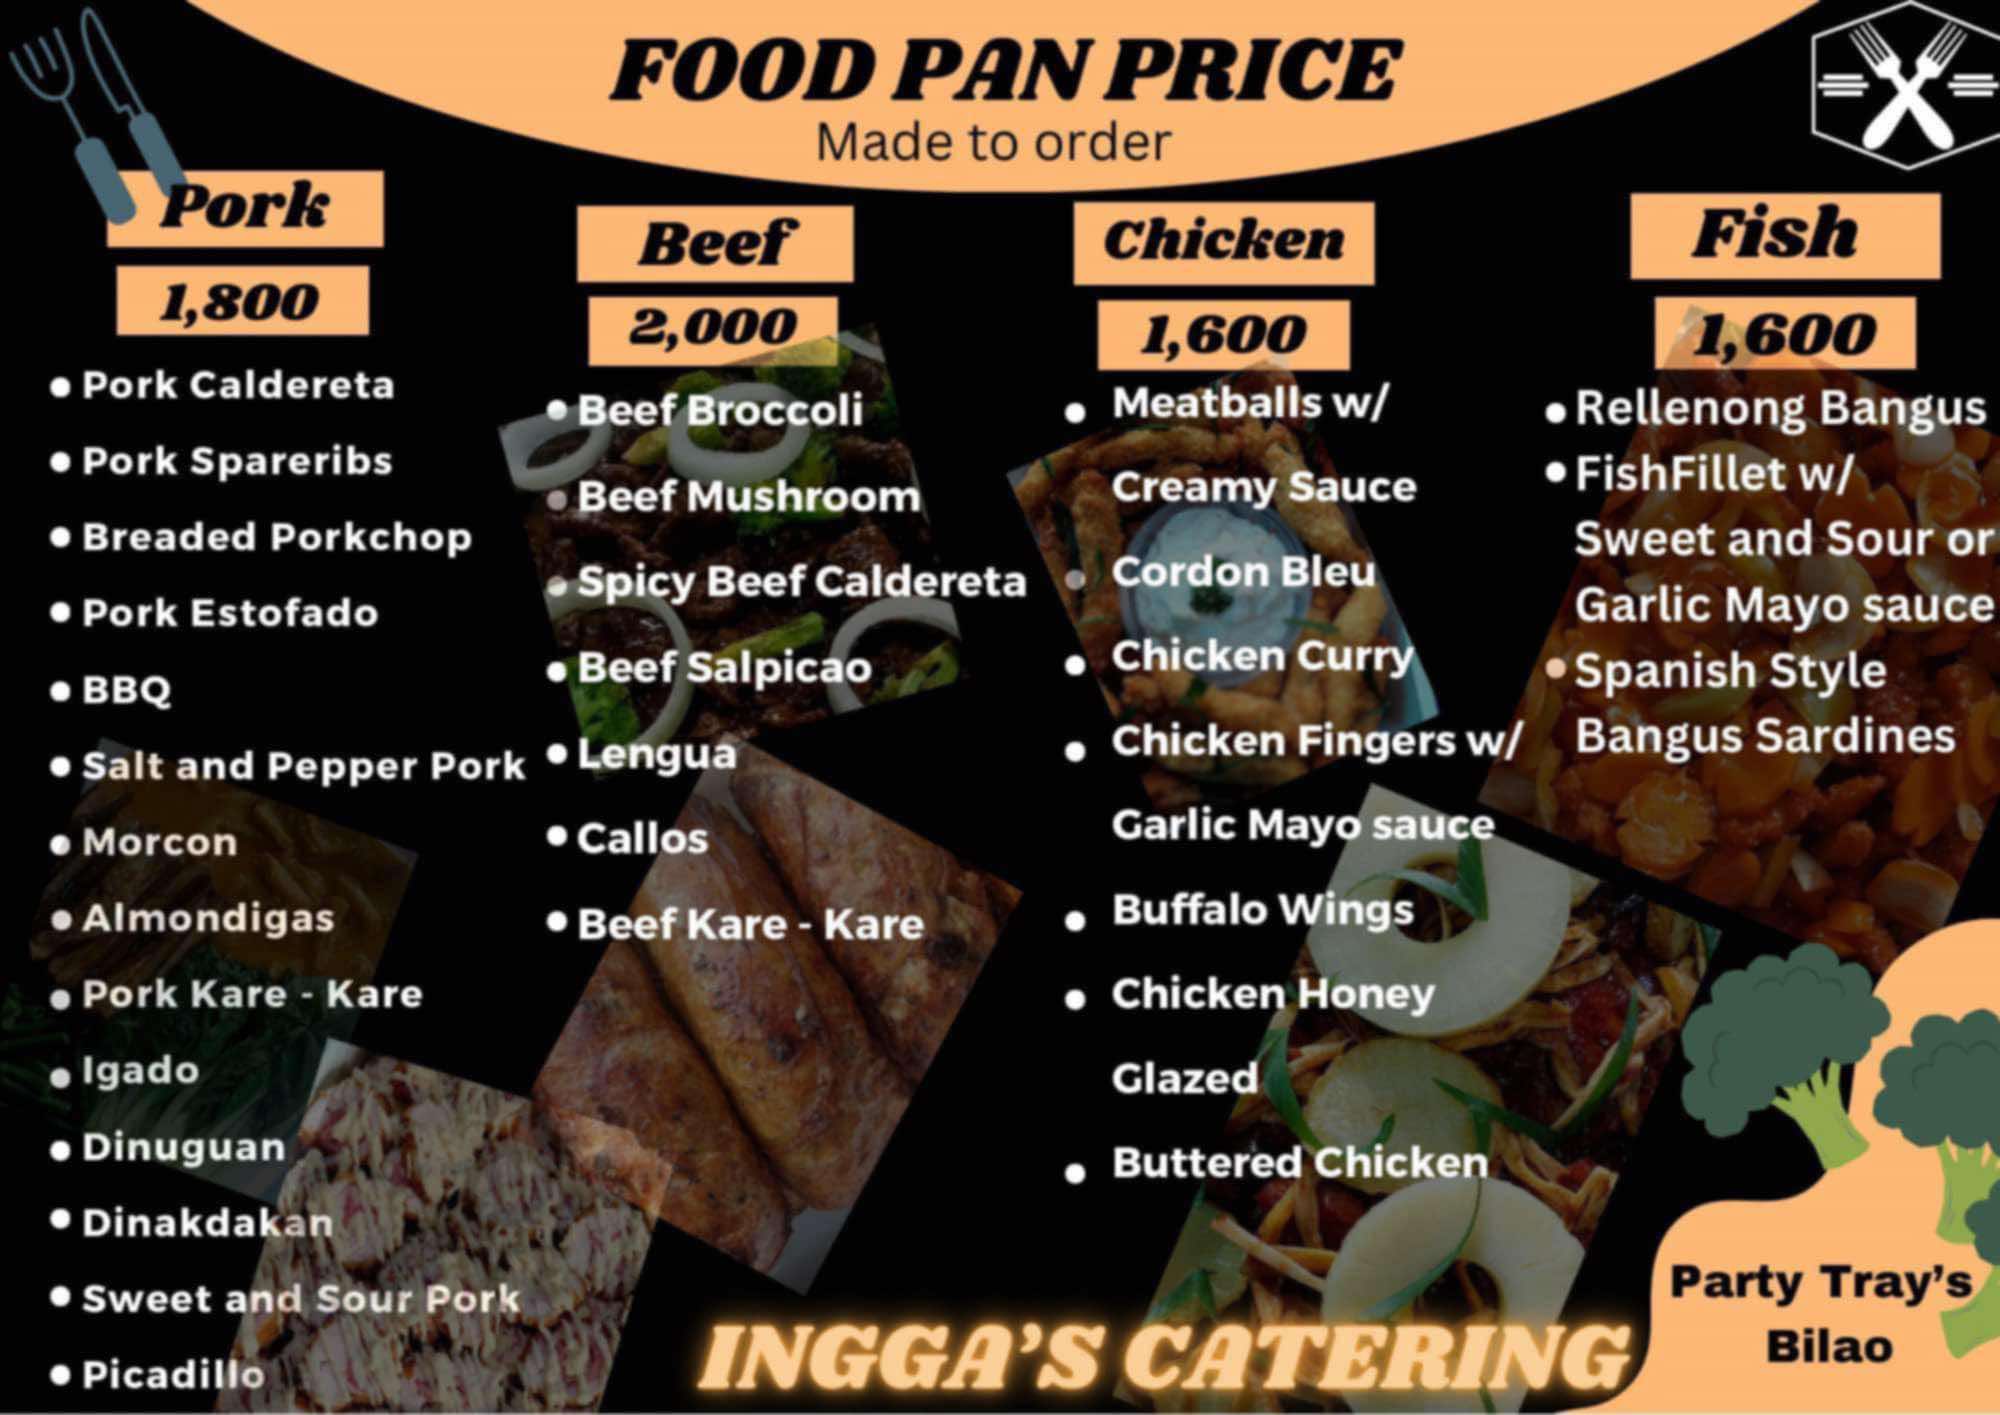 FOOD PAN PRICE
Made to order
Pork
1,800
Pork Caldereta
Pork Spareribs
Breaded Porkchop
Pork Estofado
BBQ
Salt and Pepper Pork
Morcon
Almondigas
Pork Kare - Kare
Igado
Dinuguan
Dinakdakan
Sweet and Sour Pork
Picadillo
Beef
2,000
Beef Broccoli
Beef Mushroom
Spicy Beef Caldereta
Beef Salpicao
Lengua
Callos
Beef Kare - Kare
Chicken
1,600
Meatballs w/
Creamy Sauce
Cordon Bleu
Chicken Curry
Chicken Fingers w/
Garlic Mayo sauce
Buffalo Wings
Chicken Honey
Glazed
Buttered Chicken
Fish
1,600
Rellenong Bangus
FishFillet w/
Sweet and Sour or
Garlic Mayo sauce
Spanish Style
Bangus Sardines
INGGA'S CATERING
Party Tray's
Bilao